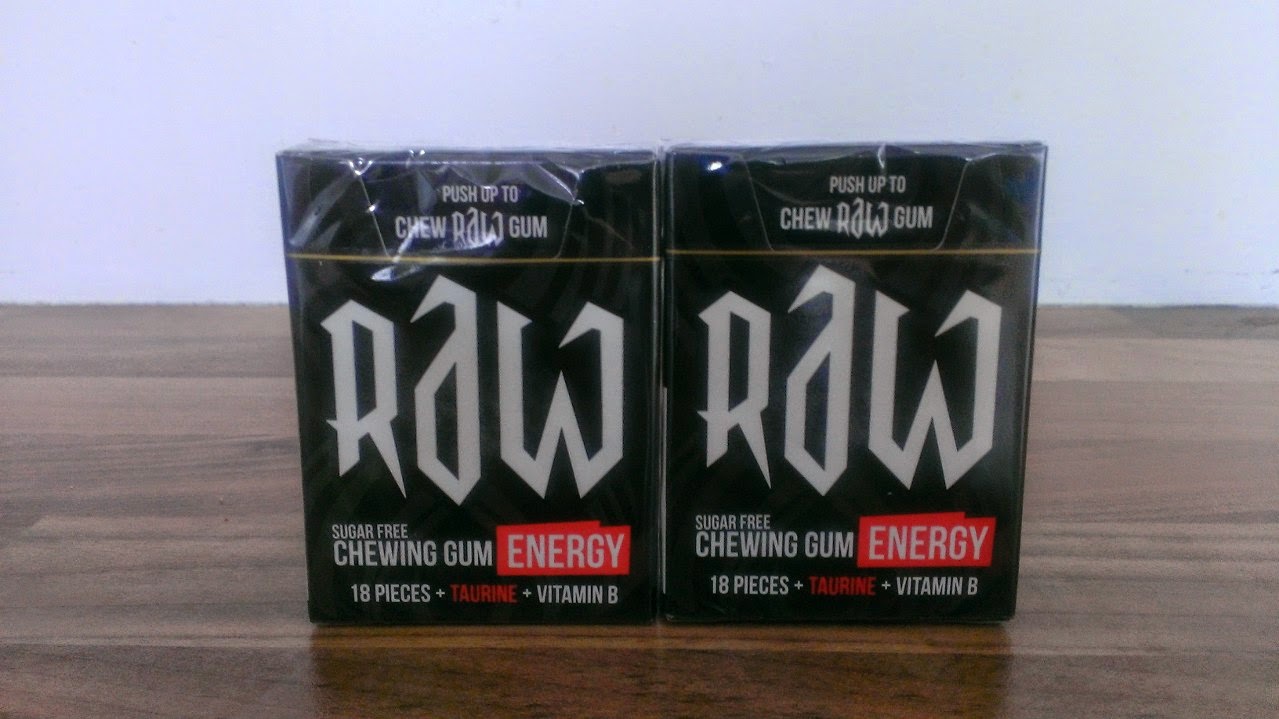 PUSH UP TO
CHEW RAW GUM
RAW
SUGAR FREE
CHEWING GUM ENERGY
18 PIECES + TAURINE + VITAMIN B
PUSH UP TO
CHEW RAW GUM
RAW
SUGAR FREE
CHEWING GUM ENERGY
18 PIECES + TAURINE + VITAMIN B